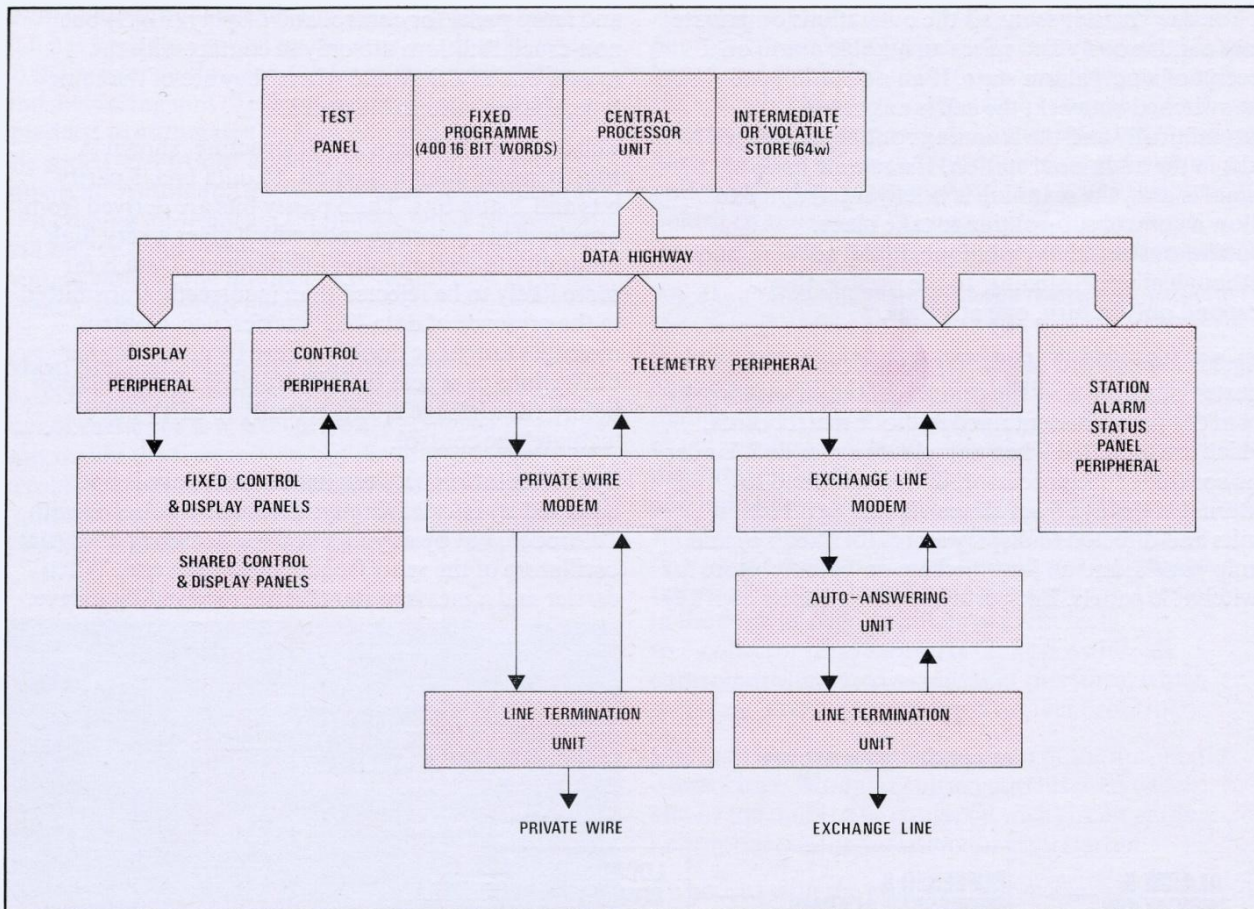 TEST
PANEL
FIXED
PROGRAMME
(400 16 BIT WORDS)
CENTRAL
PROCESSOR
UNIT
INTERMEDIATE
OR 'VOLATILE'
STORE (64w)
DATA HIGHWAY
DISPLAY
PERIPHERAL
CONTROL
PERIPHERAL
TELEMETRY PERIPHERAL
STATION
ALARM
STATUS
PANEL
PERIPHERAL
FIXED CONTROL
& DISPLAY PANELS
SHARED CONTROL
& DISPLAY PANELS
PRIVATE WIRE
MODEM
EXCHANGE LINE
MODEM
AUTO-ANSWERING
UNIT
LINE TERMINATION
UNIT
LINE TERMINATION
UNIT
PRIVATE WIRE
EXCHANGE LINE